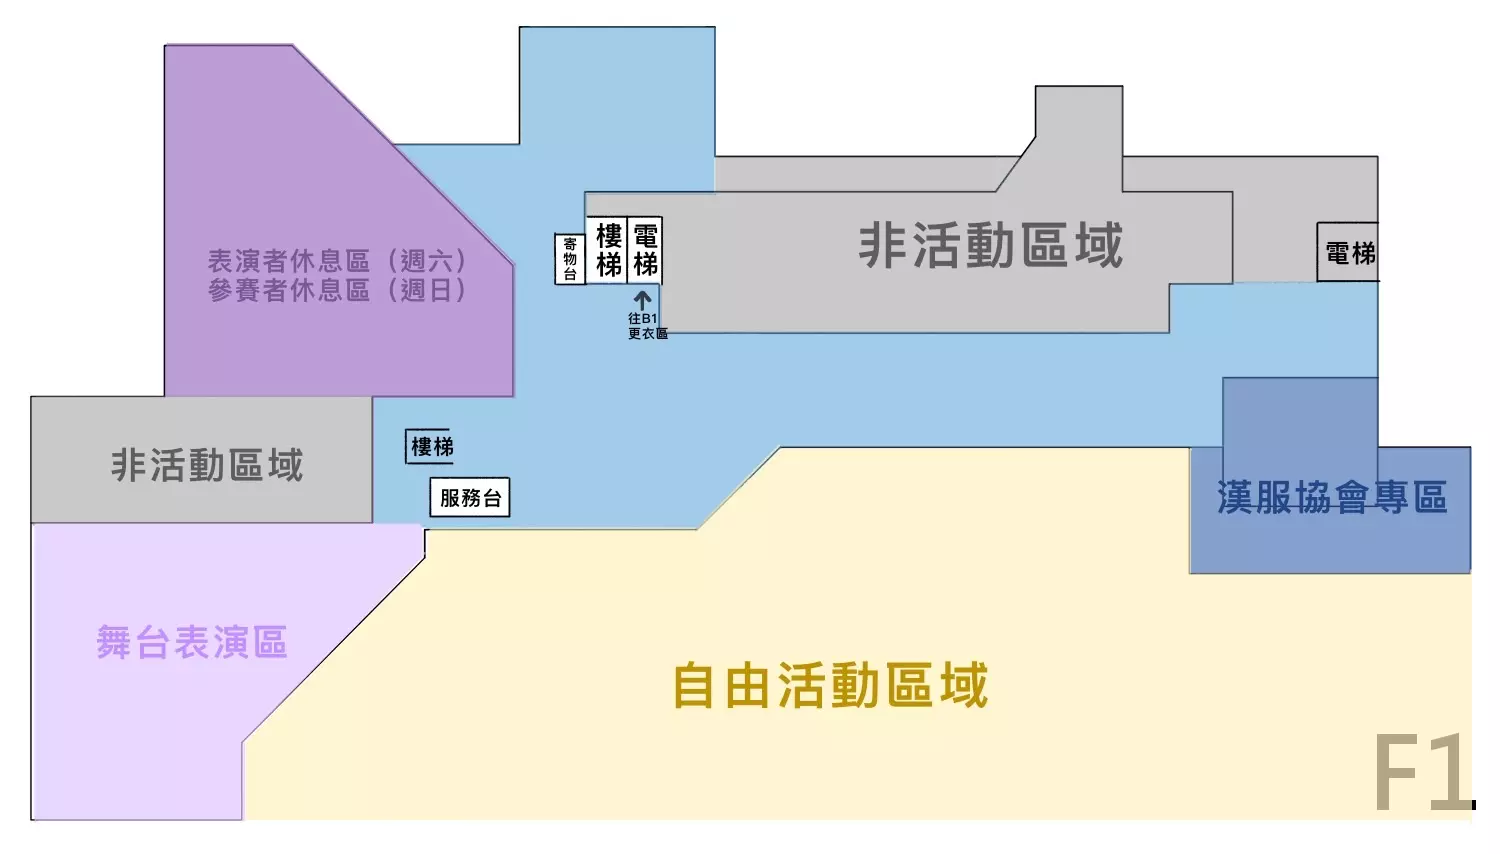 表演者休息區（週六）
參賽者休息區（週日）
寄物台
樓梯
電梯
往B1
更衣區
非活動區域
電梯
非活動區域
樓梯
服務台
漢服協會專區
舞台表演區
自由活動區域
F1